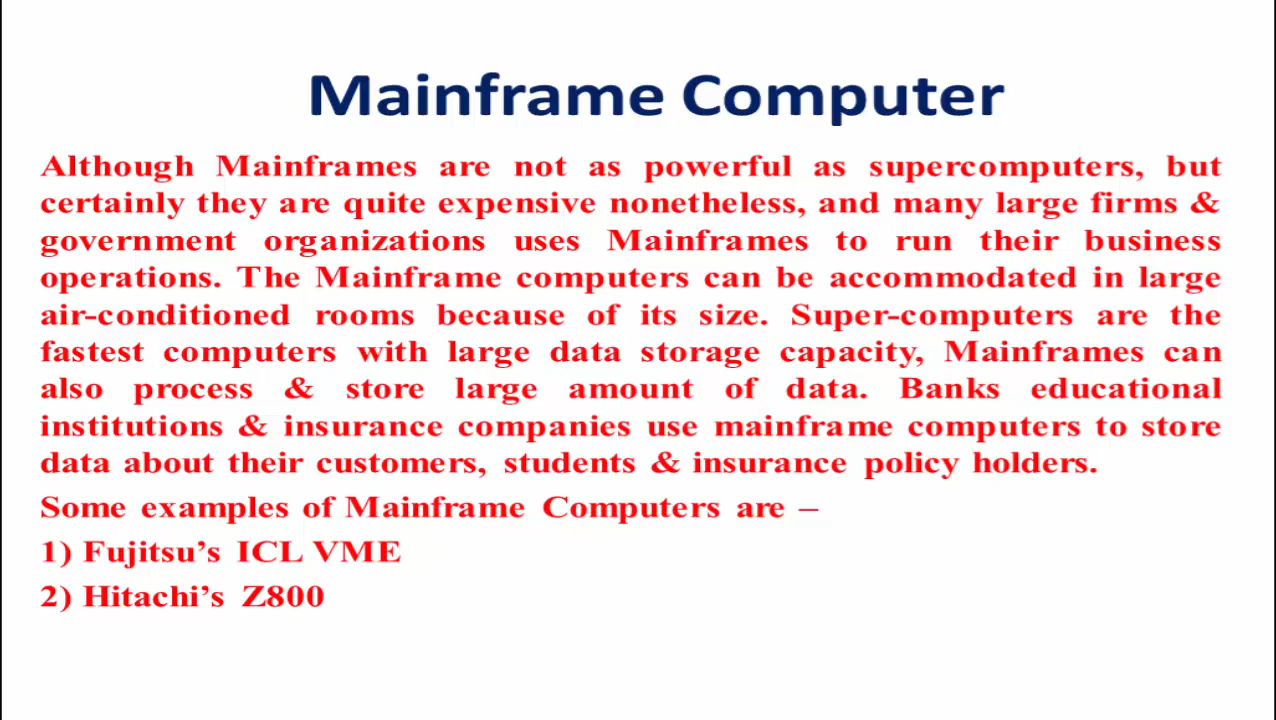 Mainframe Computer
Although Mainframes are not as powerful as supercomputers, but
certainly they are quite expensive nonetheless, and many large firms &
government organizations uses Mainframes to run their business
operations. The Mainframe computers can be accommodated in large
air-conditioned rooms because of its size. Super-computers are the
fastest computers with large data storage capacity, Mainframes can
also process & store large amount of data. Banks educational
institutions & insurance companies use mainframe computers to store
data about their customers, students & insurance policy holders.
Some examples of Mainframe Computers are –
1) Fujitsu’s ICL VME
2) Hitachi’s Z800